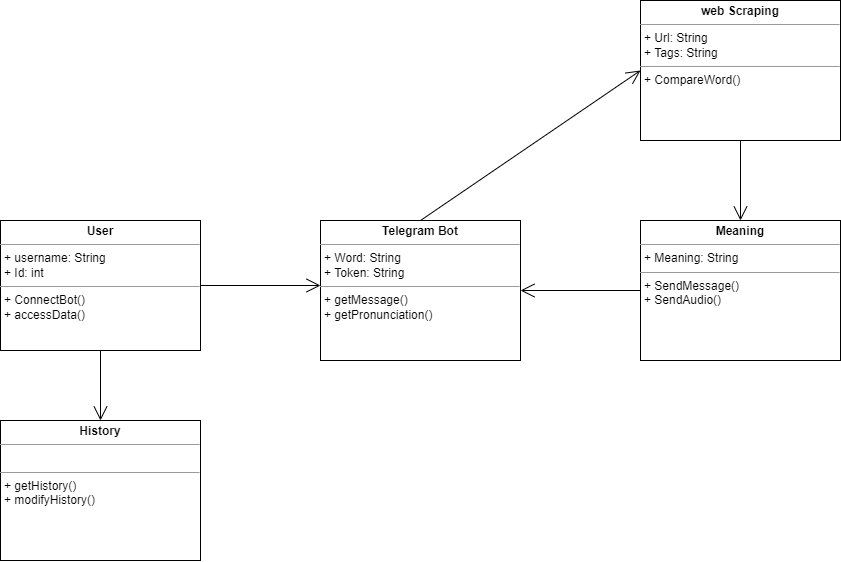 web Scraping
+ Url: String
+ Tags: String
+ CompareWord()
User
+ username: String
+ Id: int
+ ConnectBot()
+ accessData()
Telegram Bot
+ Word: String
+ Token: String
+ getMessage()
+ getPronunciation()
Meaning
+ Meaning: String
+ SendMessage()
+ SendAudio()
History
+ getHistory()
+ modifyHistory()